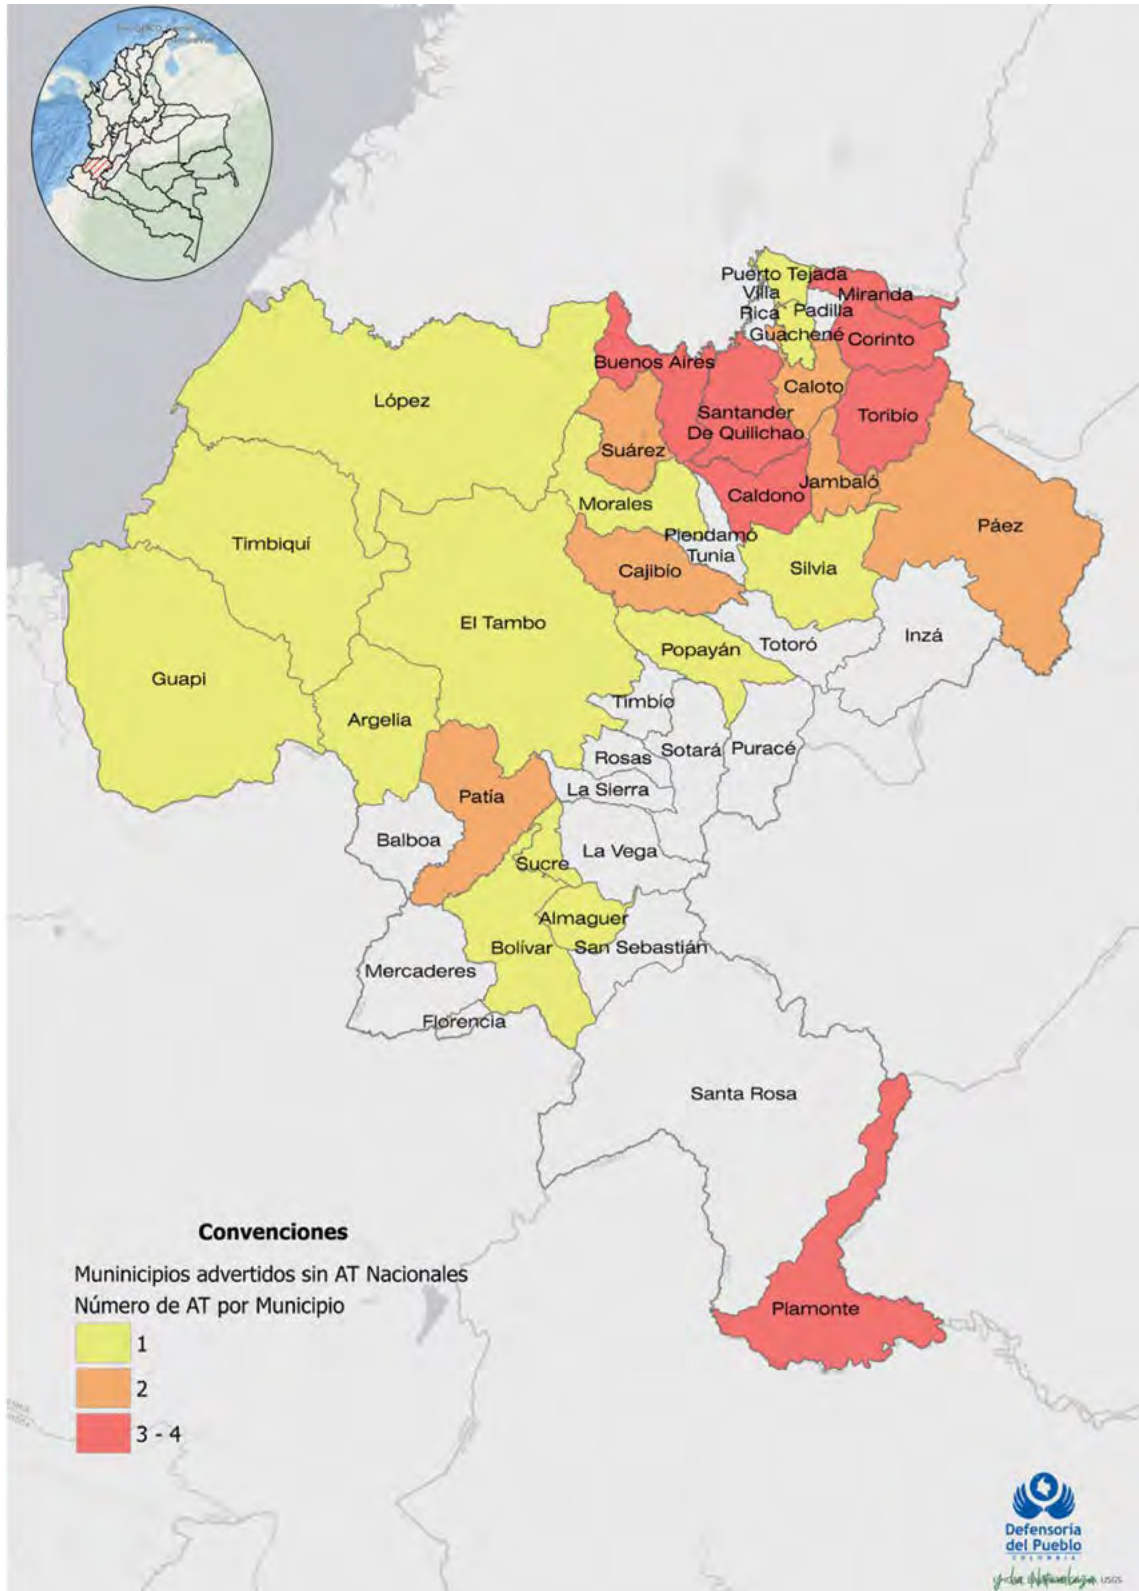 Puerto Tejada
Villa
Rica
Padilla
Guachené
Miranda
Corinto
Buenos Aires
Caloto
López
Santander
De Quilichao
Toribío
Suárez
Jambaló
Morales
Caldono
Páez
Timbiquí
Piendamó
Tunia
Cajibío
Silvia
El Tambo
Inzá
Totoró
Popayán
Guapi
Timbío
Argelia
Sotará
Puracé
Rosas
La Sierra
Patía
Balboa
La Vega
Sucre
Almaguer
Bolívar
San Sebastián
Mercaderes
Florencia
Santa Rosa
Piamonte
Convenciones
Muninicipios advertidos sin AT Nacionales
Número de AT por Municipio
1
2
3 - 4
Defensoría
del Pueblo
COLOMBIA
USGS